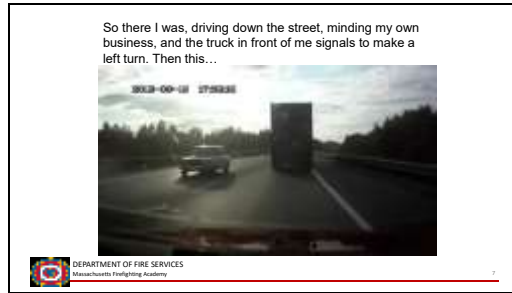 So there I was, driving down the street, minding my own
business, and the truck in front of me signals to make a
left turn. Then this…
DEPARTMENT OF FIRE SERVICES
Massachusetts Firefighting Academy
7